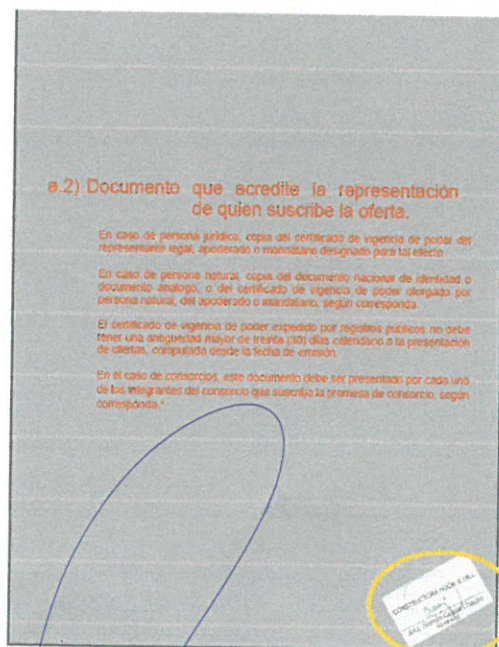 a.2) Documento que acredite la representación
de quien suscribe la oferta.
En caso de persona jurídica, copia del certificado de vigencia de poder del
representante legal, apoderado o mandatario designado para tal efecto.
En caso de persona natural, copia del documento nacional de identidad o
documento análogo, o del certificado de vigencia de poder otorgado por
persona natural, del apoderado o mandatario, según corresponda.
El certificado de vigencia de poder expedido por registros públicos no debe
tener una antigüedad mayor de treinta (30) días calendario a la presentación
de ofertas, computada desde la fecha de emisión.
En el caso de consorcios, este documento debe ser presentado por cada uno
de los integrantes del consorcio que suscriba la promesa de consorcio, según
corresponda.
CONSTRUCTORA